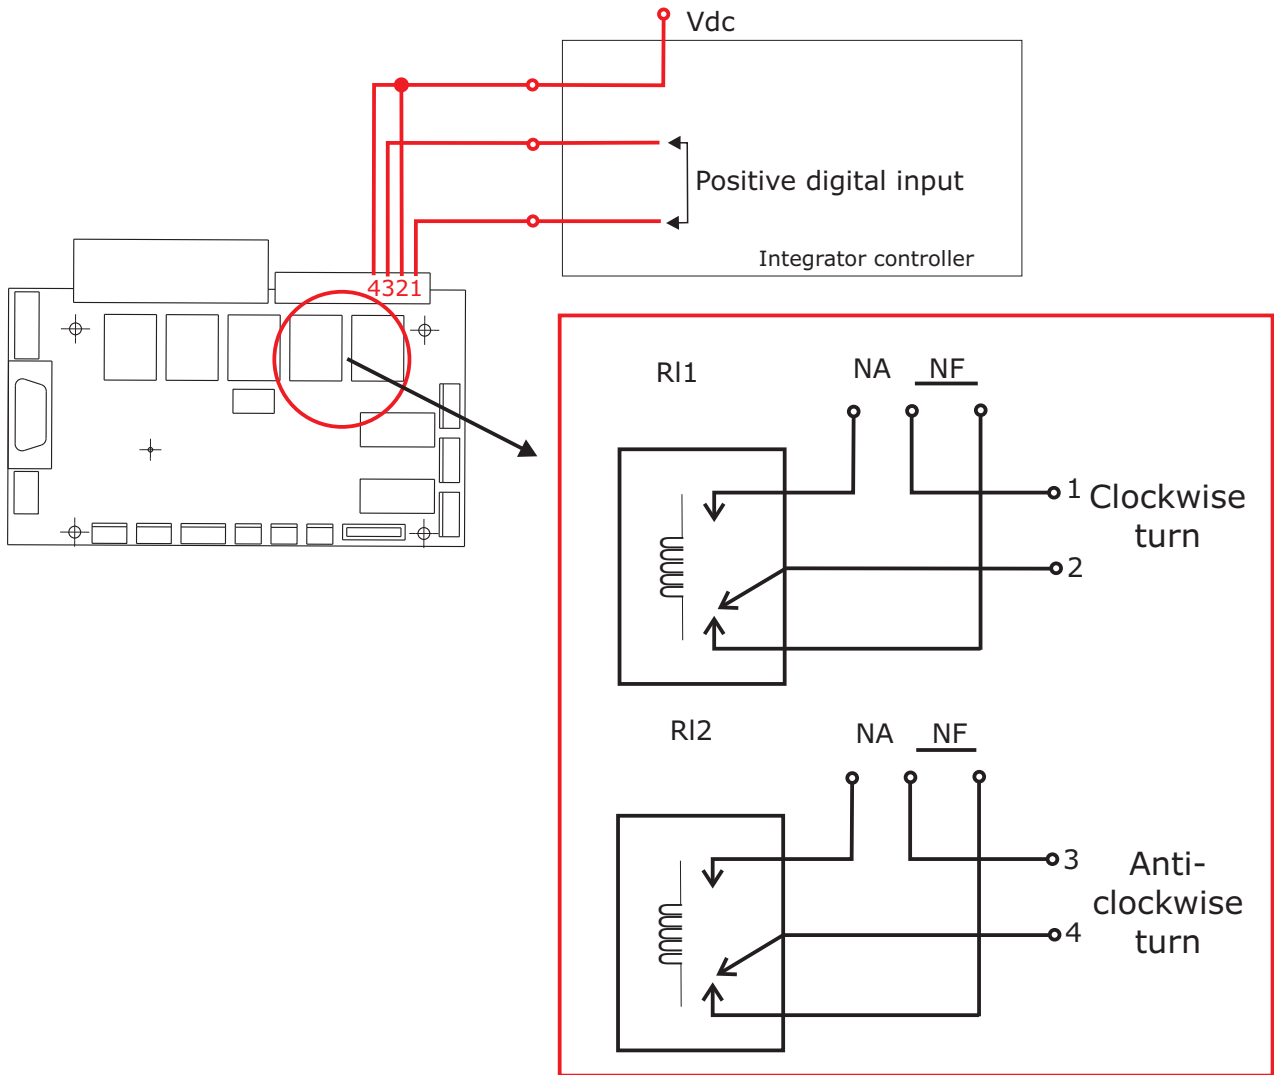 Vdc
Positive digital input
Integrator controller
4321
Rl1
NA
NF
1
Clockwise
turn
2
Rl2
NA
NF
3
Anti-
clockwise
turn
4